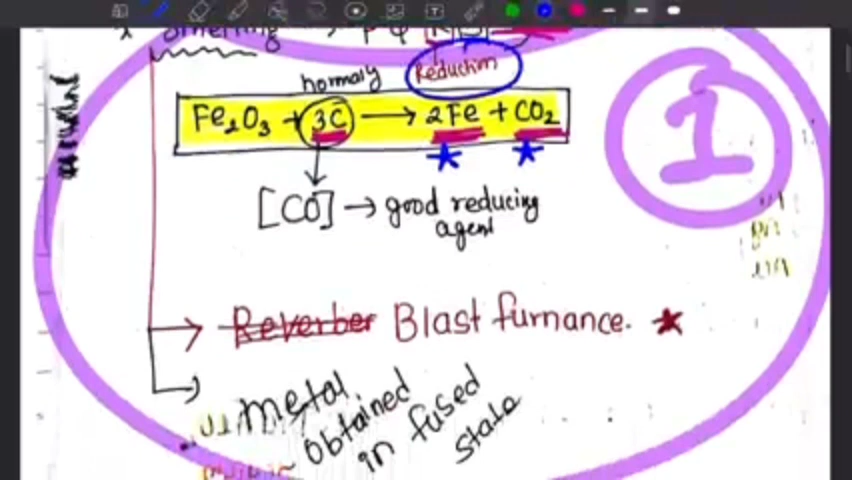 * Smelting →
normaly Reduction
Fe₂O₃ + 3C → 2Fe + CO₂
1
[CO] → good reducing
agent
→ Reverber Blast furnance. *
metal
obtained
in fused
state